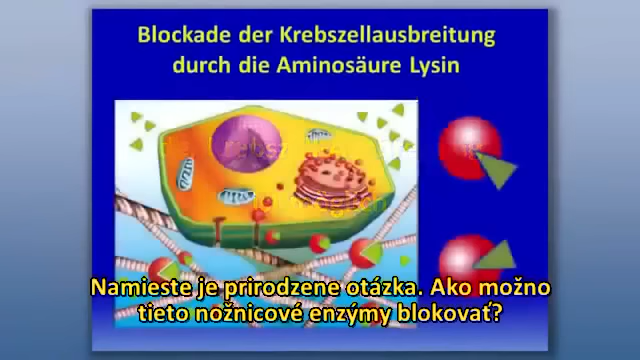 Blockade der Krebszellausbreitung
durch die Aminosäure Lysin
Namieste je prirodzene otázka. Ako možno
tieto nožnicové enzýmy blokovať?